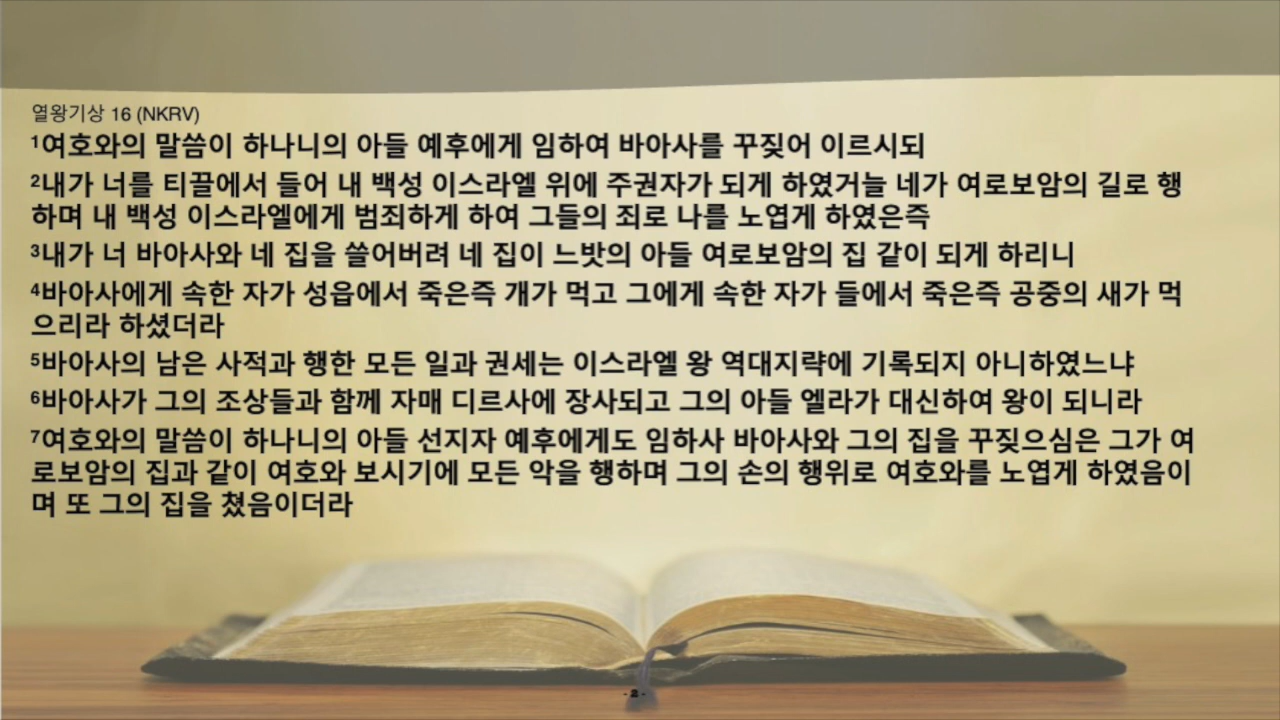 열왕기상 16 (NKRV)
¹여호와의 말씀이 하나니의 아들 예후에게 임하여 바아사를 꾸짖어 이르시되
²내가 너를 티끌에서 들어 내 백성 이스라엘 위에 주권자가 되게 하였거늘 네가 여로보암의 길로 행
하며 내 백성 이스라엘에게 범죄하게 하여 그들의 죄로 나를 노엽게 하였은즉
³내가 너 바아사와 네 집을 쓸어버려 네 집이 느밧의 아들 여로보암의 집 같이 되게 하리니
⁴바아사에게 속한 자가 성읍에서 죽은즉 개가 먹고 그에게 속한 자가 들에서 죽은즉 공중의 새가 먹
으리라 하셨더라
⁵바아사의 남은 사적과 행한 모든 일과 권세는 이스라엘 왕 역대지략에 기록되지 아니하였느냐
⁶바아사가 그의 조상들과 함께 자매 디르사에 장사되고 그의 아들 엘라가 대신하여 왕이 되니라
⁷여호와의 말씀이 하나니의 아들 선지자 예후에게도 임하사 바아사와 그의 집을 꾸짖으심은 그가 여
로보암의 집과 같이 여호와 보시기에 모든 악을 행하며 그의 손의 행위로 여호와를 노엽게 하였음이
며 또 그의 집을 쳤음이더라
- 2 -